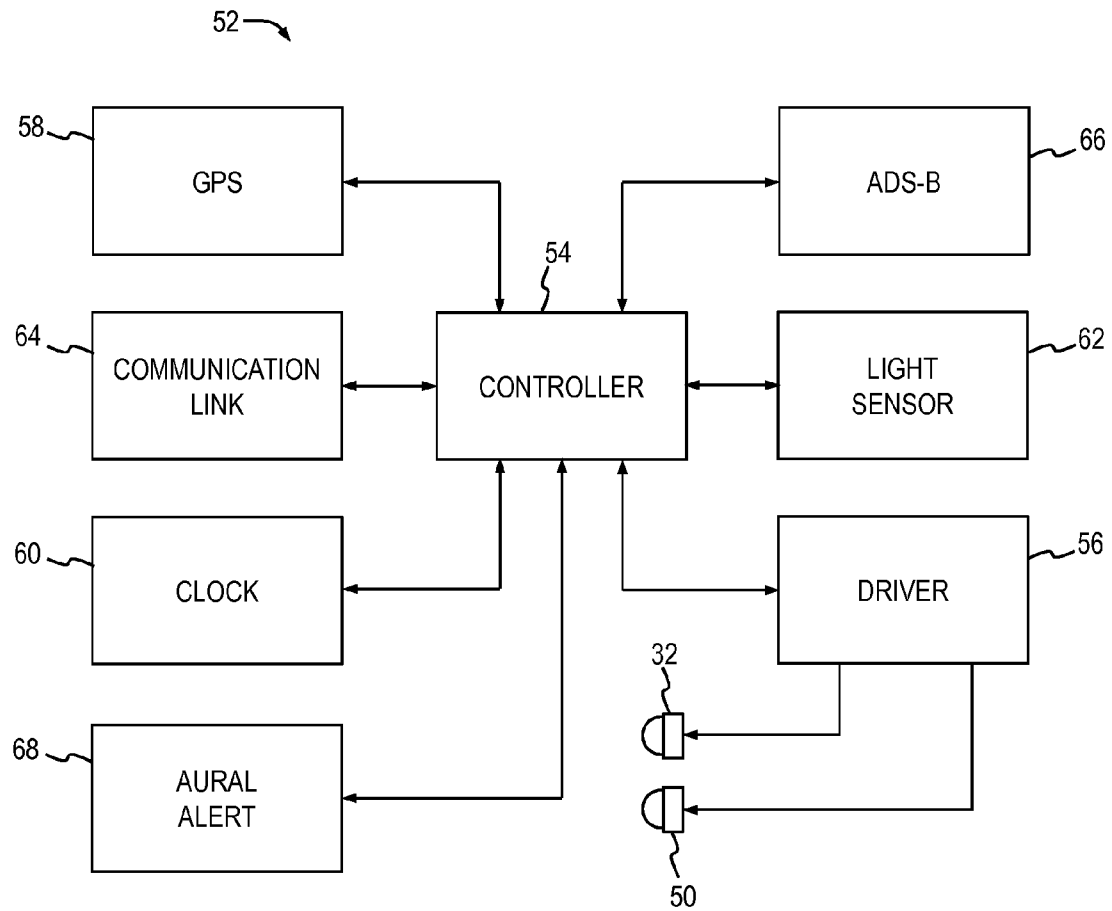 52
58
GPS
66
ADS-B
54
CONTROLLER
64
COMMUNICATION
LINK
62
LIGHT
SENSOR
60
CLOCK
56
DRIVER
32
68
AURAL
ALERT
50